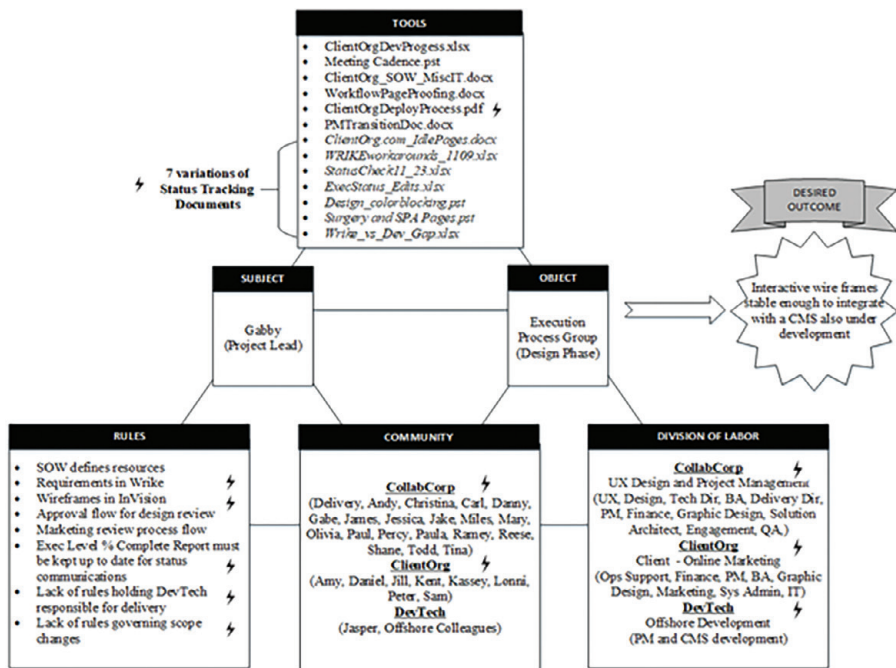 TOOLS
• ClientOrgDevProgess.xlsx
• Meeting Cadence.pst
• ClientOrg_SOW_MiscIT.docx
• WorkflowPageProofing.docx
• ClientOrgDeployProcess.pdf
• PMTransitionDoc.docx
• ClientOrg.com_IdlePages.docx
• WRIKEworkarounds_1109.xlsx
• StatusCheck11_23.xlsx
• ExecStatus_Edits.xlsx
• Design_colorblocking.pst
• Surgery and SPA Pages.pst
• Wrike_vs_Dev_Gap.xlsx
7 variations of
Status Tracking
Documents
DESIRED
OUTCOME
SUBJECT
Gabby
(Project Lead)
OBJECT
Execution
Process Group
(Design Phase)
Interactive wire frames
stable enough to integrate
with a CMS also under
development
RULES
• SOW defines resources
• Requirements in Wrike
• Wireframes in InVision
• Approval flow for design review
• Marketing review process flow
• Exec Level % Complete Report must
be kept up to date for status
communications
• Lack of rules holding DevTech
responsible for delivery
• Lack of rules governing scope
changes
COMMUNITY
CollabCorp
(Delivery, Andy, Christina, Carl, Danny,
Gabe, James, Jessica, Jake, Miles, Mary,
Olivia, Paul, Percy, Paula, Ramey, Reese,
Shane, Todd, Tina)
ClientOrg
(Amy, Daniel, Jill, Kent, Kassey, Lonni,
Peter, Sam)
DevTech
(Jasper, Offshore Colleagues)
DIVISION OF LABOR
CollabCorp
UX Design and Project Management
(UX, Design, Tech Dir, BA, Delivery Dir,
PM, Finance, Graphic Design, Solution
Architect, Engagement, QA,)
ClientOrg
Client - Online Marketing
(Ops Support, Finance, PM, BA, Graphic
Design, Marketing, Sys Admin, IT)
DevTech
Offshore Development
(PM and CMS development)